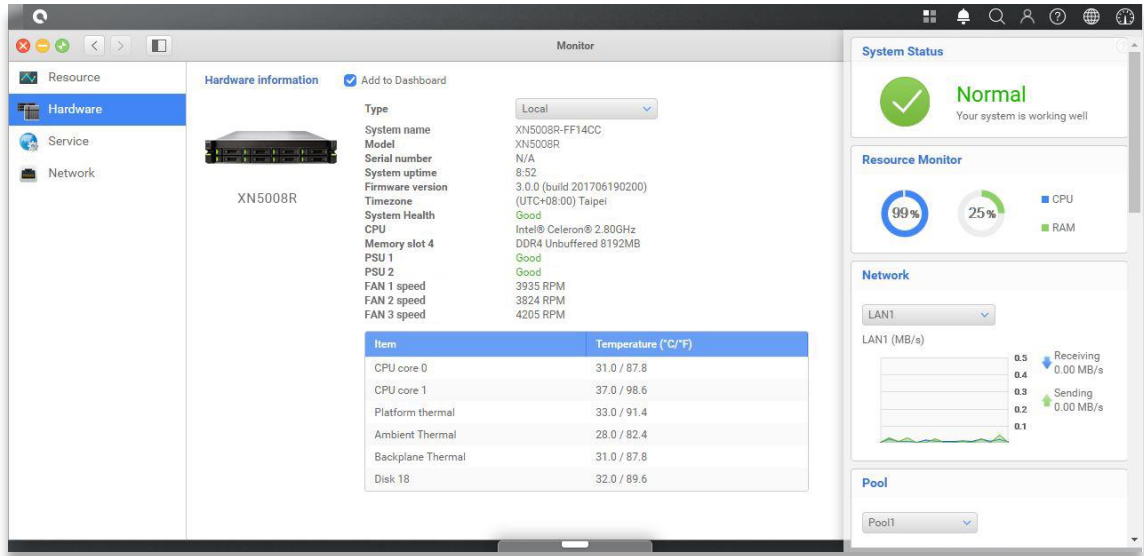 Monitor
Resource
Hardware
Service
Network
Hardware information Add to Dashboard
XN5008R
Type Local
System name XN5008R-FF14CC
Model XN5008R
Serial number N/A
System uptime 8:52
Firmware version 3.0.0 (build 201706190200)
Timezone (UTC+08:00) Taipei
System Health Good
CPU Intel® Celeron® 2.80GHz
Memory slot 4 DDR4 Unbuffered 8192MB
PSU 1 Good
PSU 2 Good
FAN 1 speed 3935 RPM
FAN 2 speed 3824 RPM
FAN 3 speed 4205 RPM
Item Temperature (°C/°F)
CPU core 0 31.0 / 87.8
CPU core 1 37.0 / 98.6
Platform thermal 33.0 / 91.4
Ambient Thermal 28.0 / 82.4
Backplane Thermal 31.0 / 87.8
Disk 18 32.0 / 89.6
System Status
Normal
Your system is working well
Resource Monitor
99% 25%
CPU
RAM
Network
LAN1
LAN1 (MB/s)
0.5
0.4
0.3
0.2
0.1
Receiving
0.00 MB/s
Sending
0.00 MB/s
Pool
Pool1